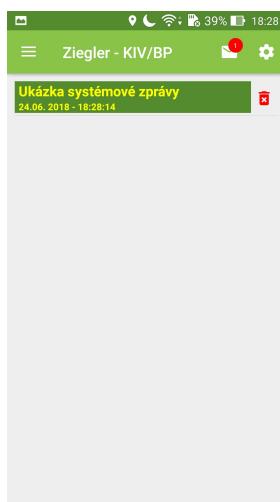 39% 18:28
Ziegler - KIV/BP
1
Ukázka systémové zprávy
24.06. 2018 - 18:28:14